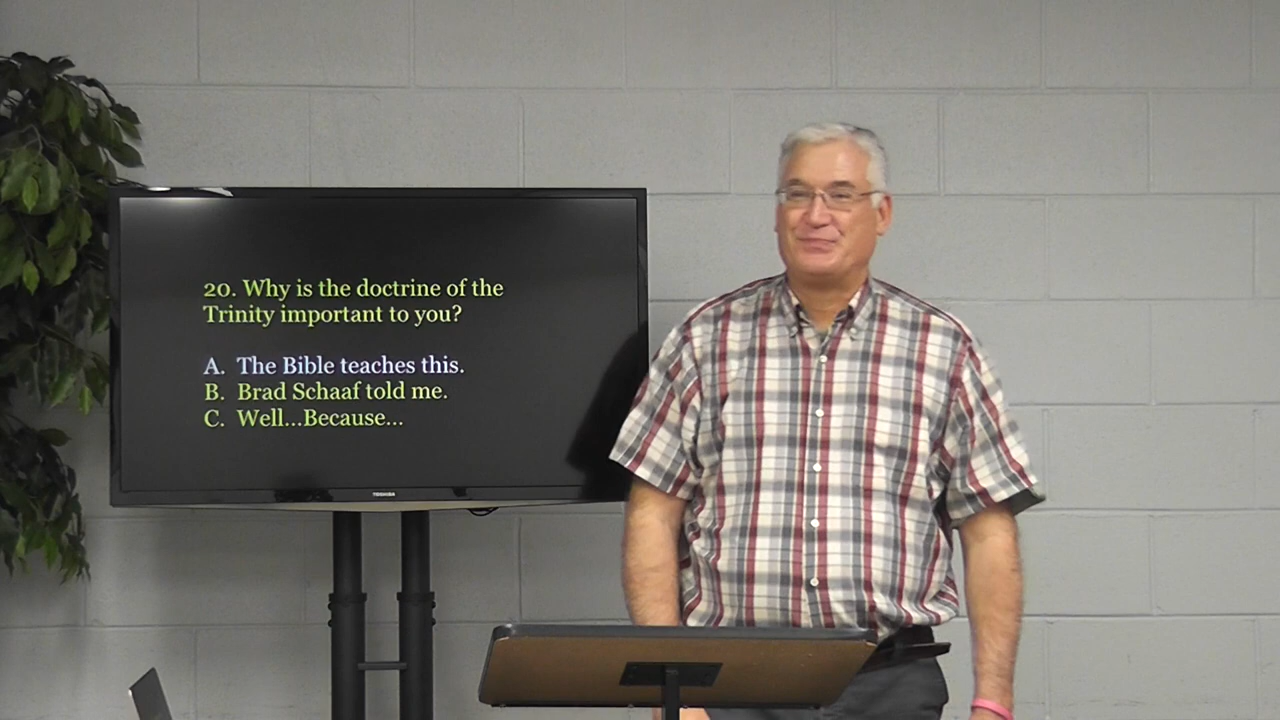 20. Why is the doctrine of the
Trinity important to you?
A. The Bible teaches this.
B. Brad Schaaf told me.
C. Well...Because...
TOSHIBA